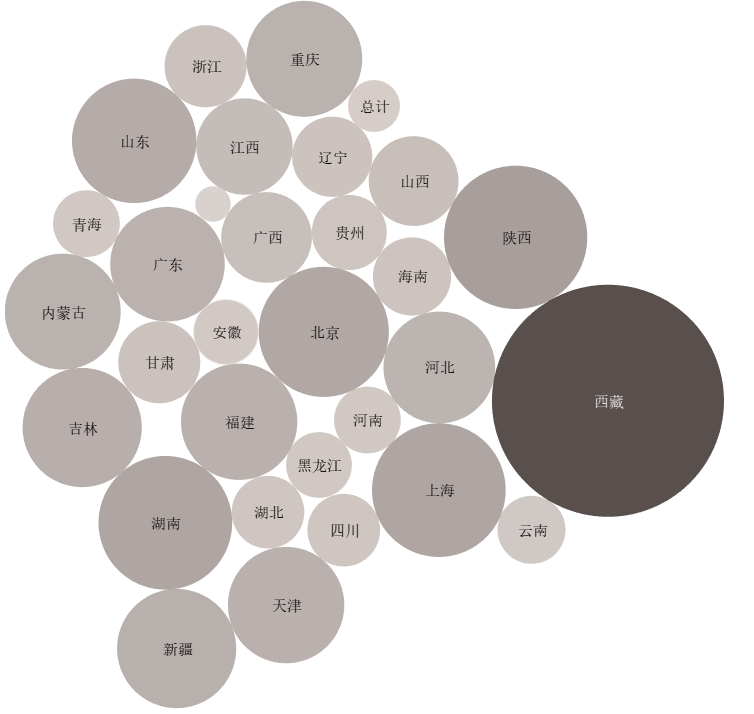 重庆
浙江
总计
山东
江西
辽宁
山西
青海
广西
贵州
陕西
广东
海南
内蒙古
安徽
北京
甘肃
河北
西藏
吉林
福建
河南
黑龙江
上海
湖南
湖北
四川
云南
天津
新疆